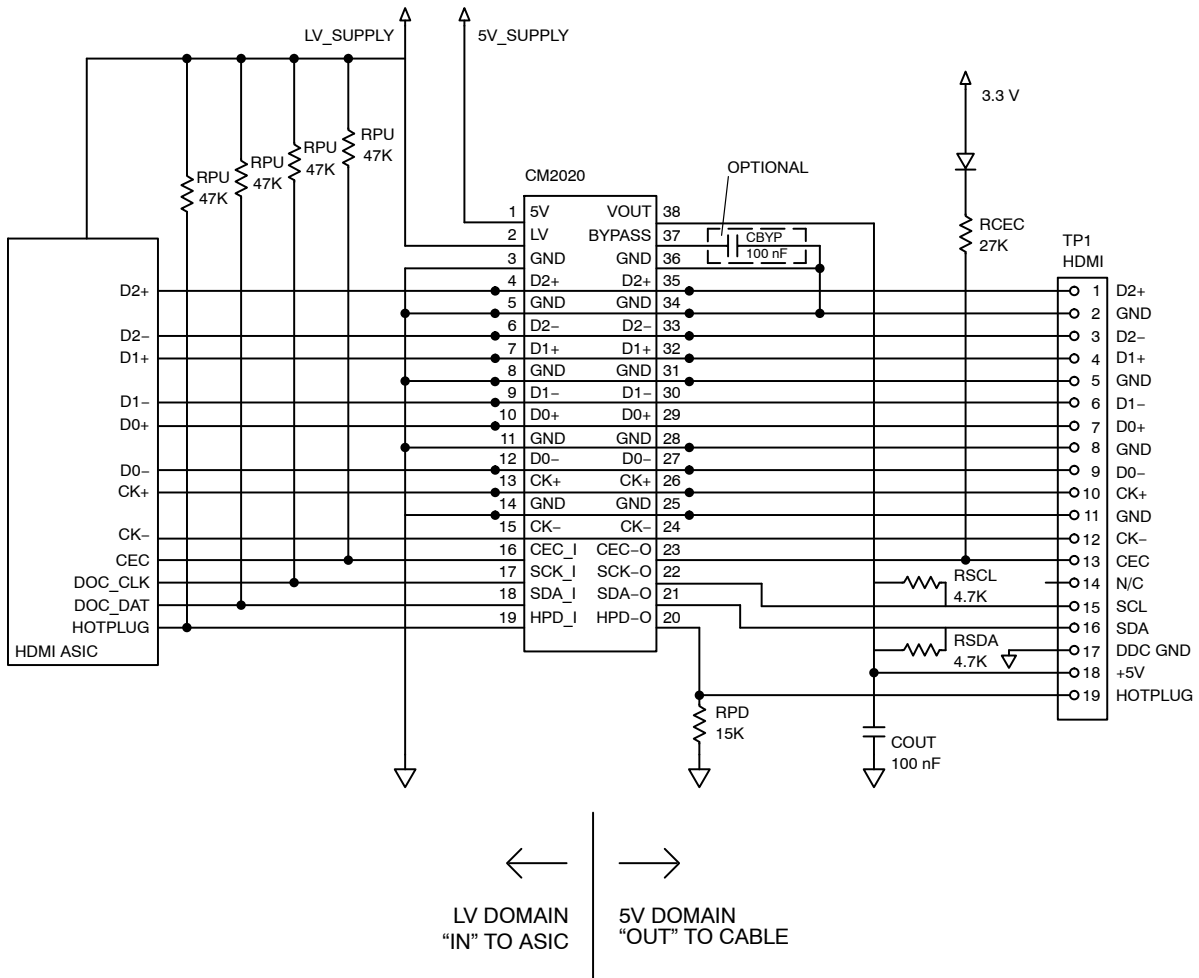 LV_SUPPLY
5V_SUPPLY
3.3 V
RPU
47K
RPU
47K
RPU
47K
RPU
47K
OPTIONAL
CM2020
CBYP
100 nF
RCEC
27K
TP1
HDMI
D2+
D2−
D1+
D1−
D0+
D0−
CK+
CK−
CEC
DOC_CLK
DOC_DAT
HOTPLUG
HDMI ASIC
1 5V VOUT 38
2 LV BYPASS 37
3 GND GND 36
4 D2+ D2+ 35
5 GND GND 34
6 D2− D2− 33
7 D1+ D1+ 32
8 GND GND 31
9 D1− D1− 30
10 D0+ D0+ 29
11 GND GND 28
12 D0− D0− 27
13 CK+ CK+ 26
14 GND GND 25
15 CK− CK− 24
16 CEC_I CEC−O 23
17 SCK_I SCK−O 22
18 SDA_I SDA−O 21
19 HPD_I HPD−O 20
1 D2+
2 GND
3 D2−
4 D1+
5 GND
6 D1−
7 D0+
8 GND
9 D0−
10 CK+
11 GND
12 CK−
13 CEC
14 N/C
15 SCL
16 SDA
17 DDC GND
18 +5V
19 HOTPLUG
RSCL
4.7K
RSDA
4.7K
RPD
15K
COUT
100 nF
LV DOMAIN
“IN” TO ASIC
5V DOMAIN
“OUT” TO CABLE